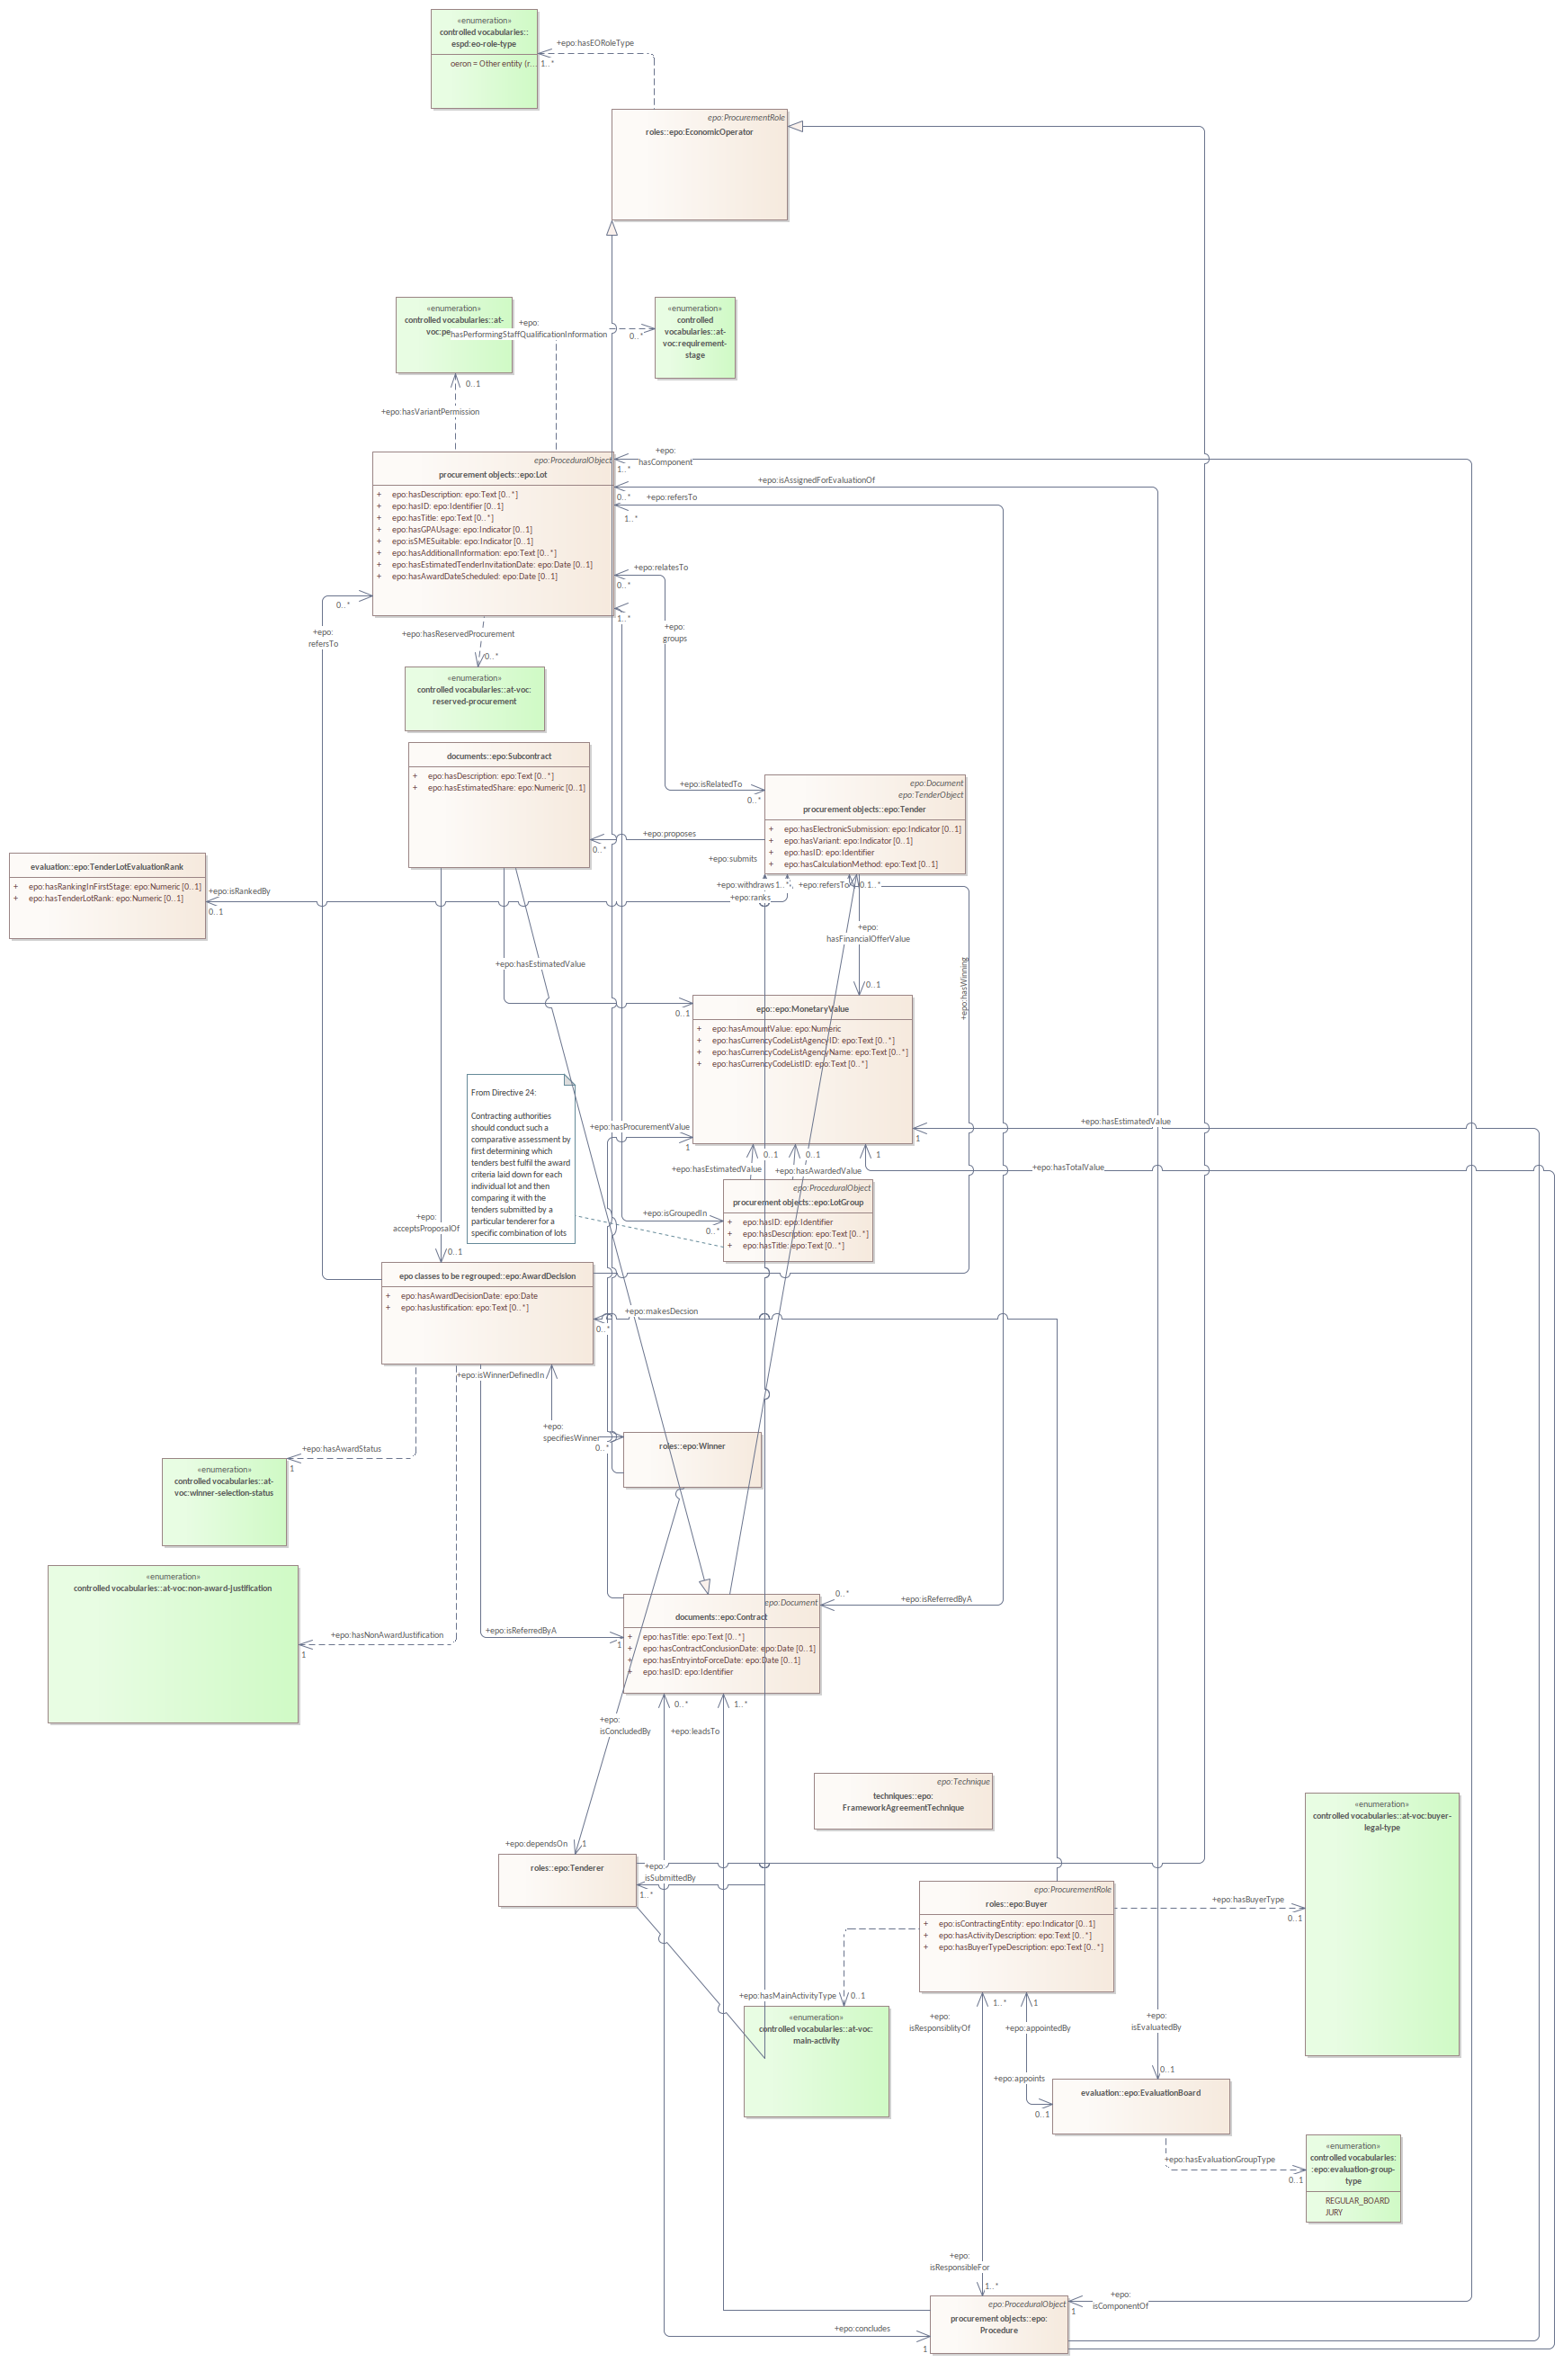 «enumeration»
controlled vocabularies::
espd:eo-role-type
oeron = Other entity (r...
1..*
+epo:hasEORoleType
epo:ProcurementRole
roles::epo:EconomicOperator
«enumeration»
controlled vocabularies::at-
voc:pe
+epo:
hasPerformingStaffQualificationInformation
0..*
«enumeration»
controlled
vocabularies::at-
voc:requirement-
stage
0..1
+epo:hasVariantPermission
epo:ProceduralObject
procurement objects::epo:Lot
+ epo:hasDescription: epo:Text [0..*]
+ epo:hasID: epo:Identifier [0..1]
+ epo:hasTitle: epo:Text [0..*]
+ epo:hasGPAUsage: epo:Indicator [0..1]
+ epo:isSMESuitable: epo:Indicator [0..1]
+ epo:hasAdditionalInformation: epo:Text [0..*]
+ epo:hasEstimatedTenderInvitationDate: epo:Date [0..1]
+ epo:hasAwardDateScheduled: epo:Date [0..1]
+epo:
hasComponent
1..*
+epo:isAssignedForEvaluationOf
0..*
+epo:refersTo
1..*
+epo:relatesTo
0..*
1..*
+epo:
groups
0..*
+epo:
refersTo
+epo:hasReservedProcurement
0..*
«enumeration»
controlled vocabularies::at-voc:
reserved-procurement
documents::epo:Subcontract
+ epo:hasDescription: epo:Text [0..*]
+ epo:hasEstimatedShare: epo:Numeric [0..1]
+epo:isRelatedTo
0..*
epo:Document
epo:TenderObject
procurement objects::epo:Tender
+ epo:hasElectronicSubmission: epo:Indicator [0..1]
+ epo:hasVariant: epo:Indicator [0..1]
+ epo:hasID: epo:Identifier
+ epo:hasCalculationMethod: epo:Text [0..1]
+epo:proposes
0..*
+epo:submits
+epo:withdraws
1..*
+epo:refersTo
0.1..*
+epo:ranks
evaluation::epo:TenderLotEvaluationRank
+ epo:hasRankingInFirstStage: epo:Numeric [0..1]
+ epo:hasTenderLotRank: epo:Numeric [0..1]
+epo:isRankedBy
0..1
+epo:
hasFinancialOfferValue
0..1
+epo:hasEstimatedValue
0..1
+epo:hasWinning
epo::epo:MonetaryValue
+ epo:hasAmountValue: epo:Numeric
+ epo:hasCurrencyCodeListAgencyID: epo:Text [0..*]
+ epo:hasCurrencyCodeListAgencyName: epo:Text [0..*]
+ epo:hasCurrencyCodeListID: epo:Text [0..*]
From Directive 24:
Contracting authorities
should conduct such a
comparative assessment by
first determining which
tenders best fulfil the award
criteria laid down for each
individual lot and then
comparing it with the
tenders submitted by a
particular tenderer for a
specific combination of lots
+epo:hasProcurementValue
1
+epo:hasEstimatedValue
1
+epo:hasEstimatedValue
0..1
0..1
+epo:hasAwardedValue
1
+epo:hasTotalValue
epo:ProceduralObject
procurement objects::epo:LotGroup
+ epo:hasID: epo:Identifier
+ epo:hasDescription: epo:Text [0..*]
+ epo:hasTitle: epo:Text [0..*]
+epo:isGroupedIn
0..*
+epo:
acceptsProposalOf
0..1
epo classes to be regrouped::epo:AwardDecision
+ epo:hasAwardDecisionDate: epo:Date
+ epo:hasJustification: epo:Text [0..*]
+epo:makesDecsion
0..*
+epo:isWinnerDefinedIn
+epo:
specifiesWinner
0..*
roles::epo:Winner
+epo:hasAwardStatus
1
«enumeration»
controlled vocabularies::at-
voc:winner-selection-status
«enumeration»
controlled vocabularies::at-voc:non-award-justification
+epo:hasNonAwardJustification
1
+epo:isReferredByA
1
epo:Document
documents::epo:Contract
+ epo:hasTitle: epo:Text [0..*]
+ epo:hasContractConclusionDate: epo:Date [0..1]
+ epo:hasEntryintoForceDate: epo:Date [0..1]
+ epo:hasID: epo:Identifier
0..*
+epo:isReferredByA
0..*
1..*
+epo:
isConcludedBy
+epo:leadsTo
epo:Technique
techniques::epo:
FrameworkAgreementTechnique
+epo:dependsOn
1
roles::epo:Tenderer
+epo:
isSubmittedBy
1..*
epo:ProcurementRole
roles::epo:Buyer
+ epo:isContractingEntity: epo:Indicator [0..1]
+ epo:hasActivityDescription: epo:Text [0..*]
+ epo:hasBuyerTypeDescription: epo:Text [0..*]
+epo:hasBuyerType
0..1
«enumeration»
controlled vocabularies::at-voc:buyer-
legal-type
+epo:hasMainActivityType
0..1
«enumeration»
controlled vocabularies::at-voc:
main-activity
1..*
+epo:
isResponsiblityOf
1
+epo:appointedBy
+epo:
isEvaluatedBy
0..1
+epo:appoints
0..1
evaluation::epo:EvaluationBoard
+epo:hasEvaluationGroupType
0..1
«enumeration»
controlled vocabularies:
:epo:evaluation-group-
type
REGULAR_BOARD
JURY
+epo:
isResponsibleFor
1..*
epo:ProceduralObject
procurement objects::epo:
Procedure
+epo:
isComponentOf
1
+epo:concludes
1